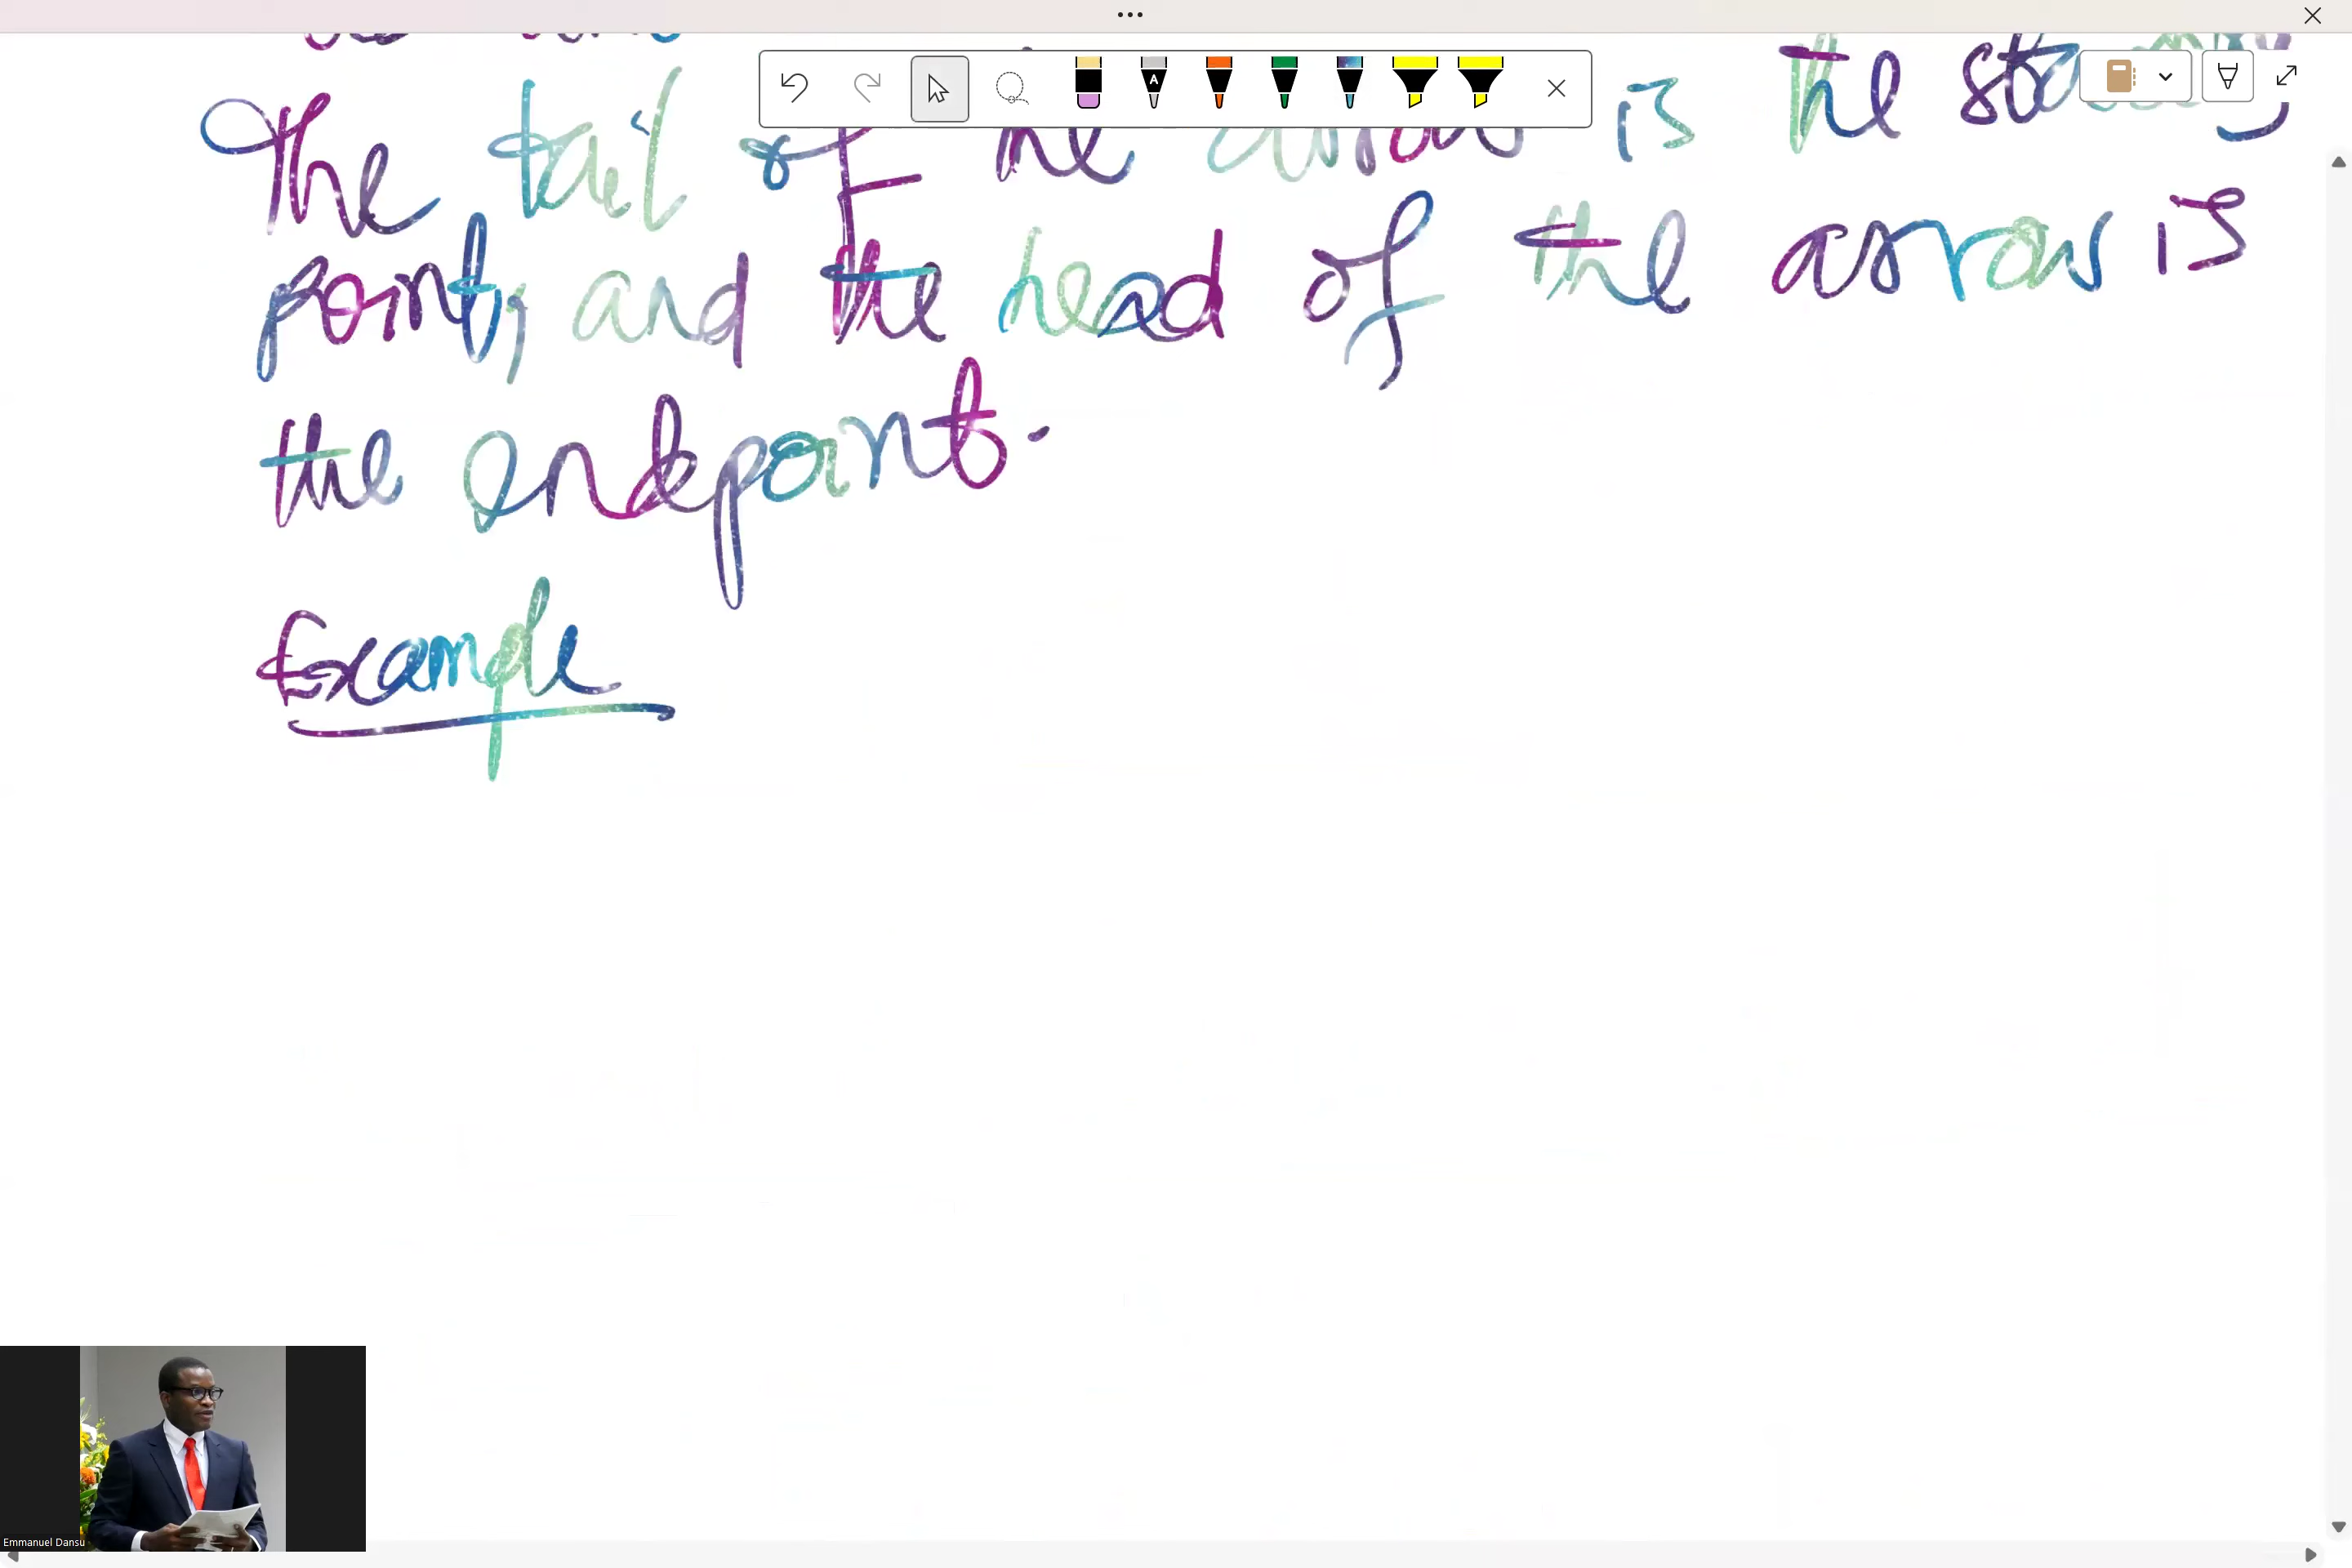 The tail of the arrow is the
point, and the head of the arrow is
the endpoint.
Example
Emmanuel Dansu